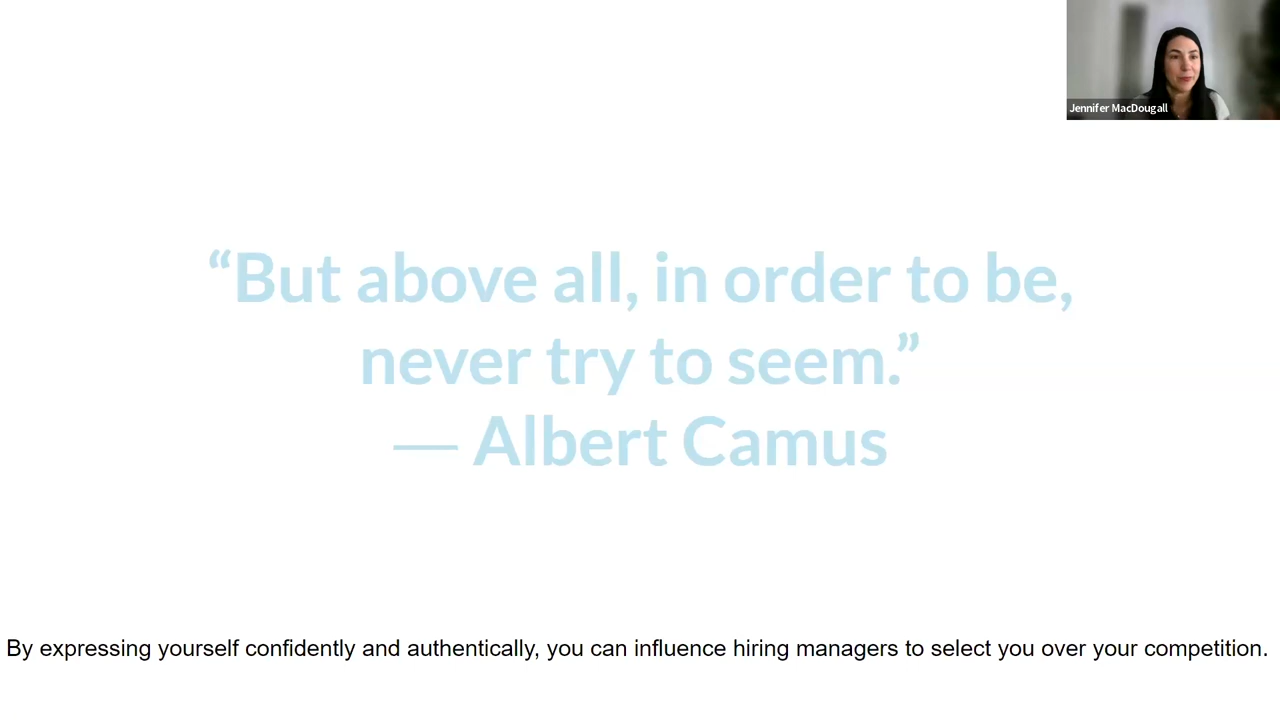 Jennifer MacDougall
“But above all, in order to be,
never try to seem.”
— Albert Camus
By expressing yourself confidently and authentically, you can influence hiring managers to select you over your competition.